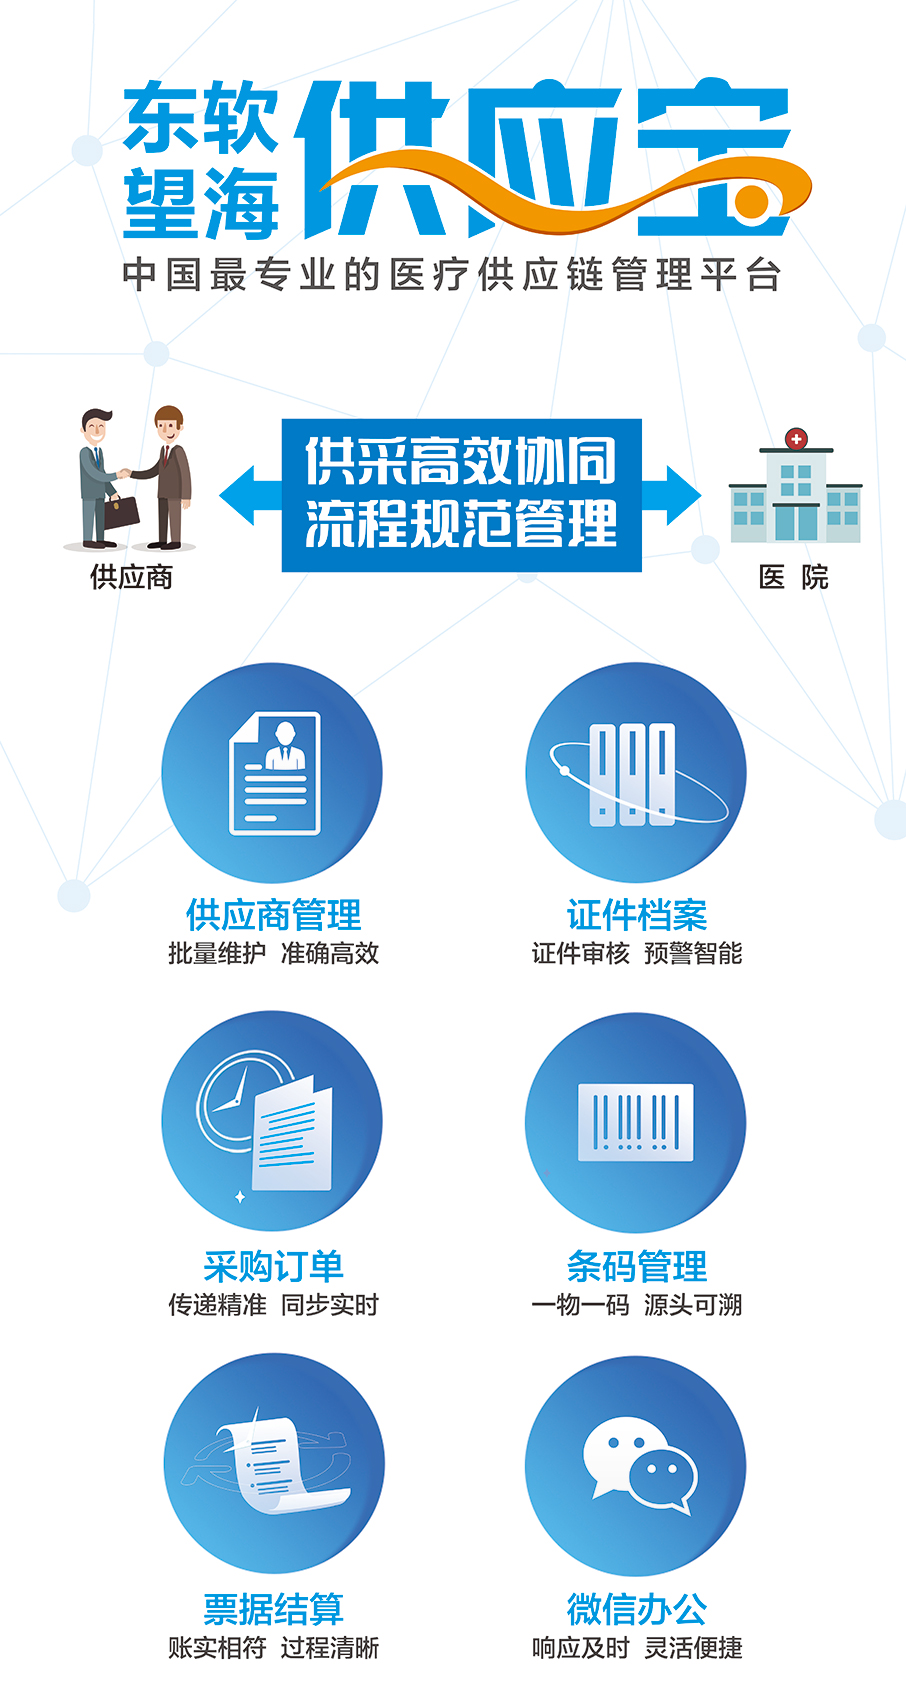 东软
望海
供应宝
中国最专业的医疗供应链管理平台
供采高效协同
流程规范管理
供应商
医 院
供应商管理
批量维护 准确高效
证件档案
证件审核 预警智能
采购订单
传递精准 同步实时
条码管理
一物一码 源头可溯
票据结算
账实相符 过程清晰
微信办公
响应及时 灵活便捷